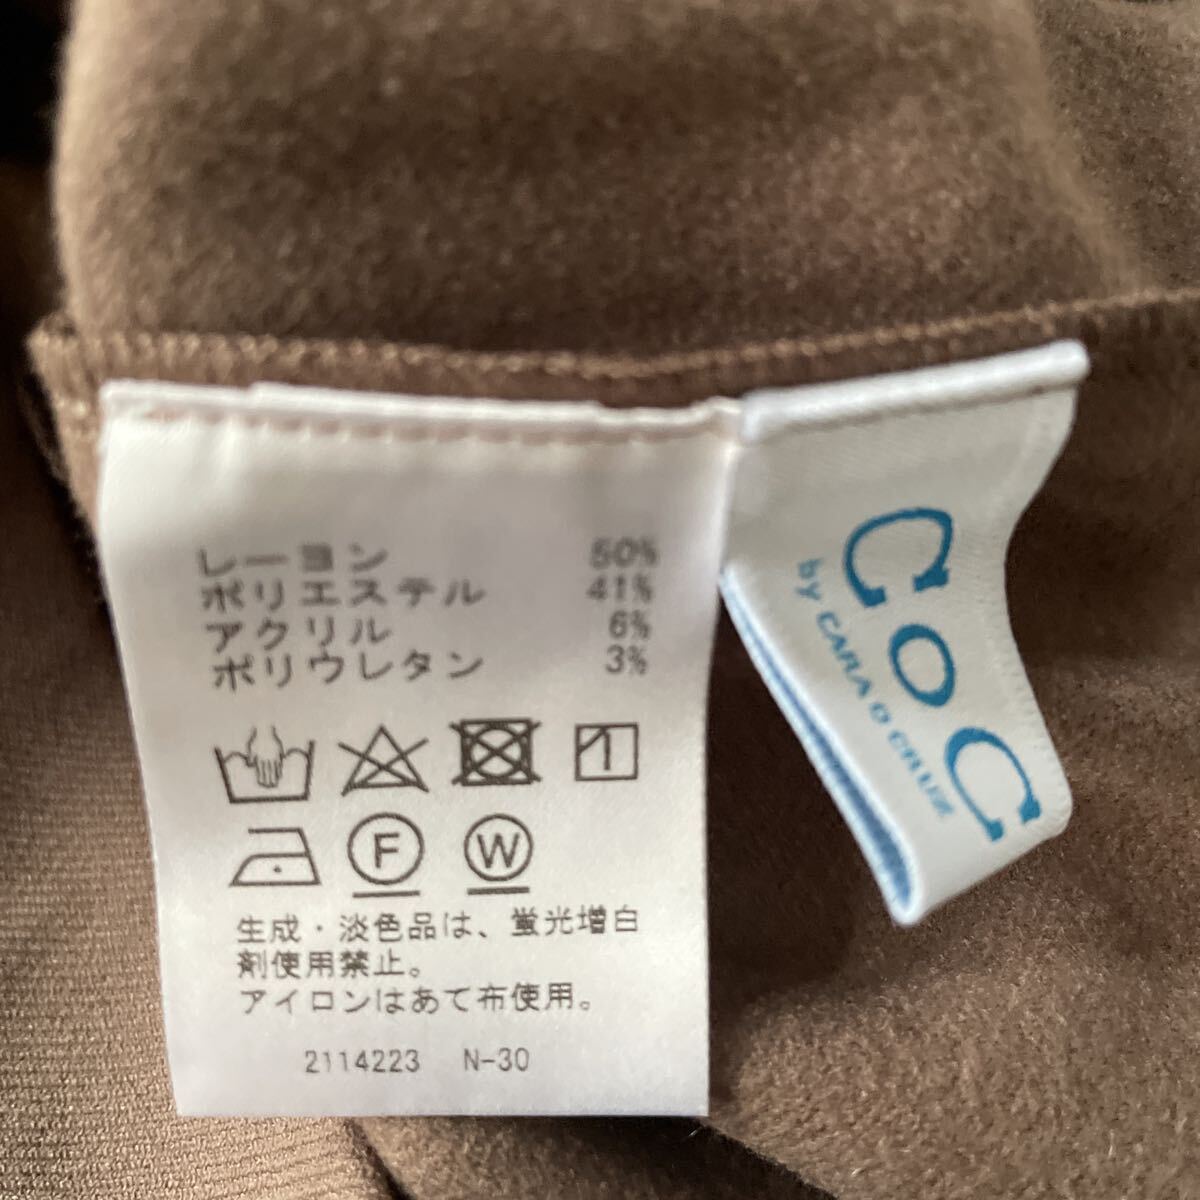 レーヨン 50%
ポリエステル 41%
アクリル 6%
ポリウレタン 3%
F
W
生成・淡色品は、蛍光増白
剤使用禁止。
アイロンはあて布使用。
2114223 N-30
CoC
by CARA O CRUZ